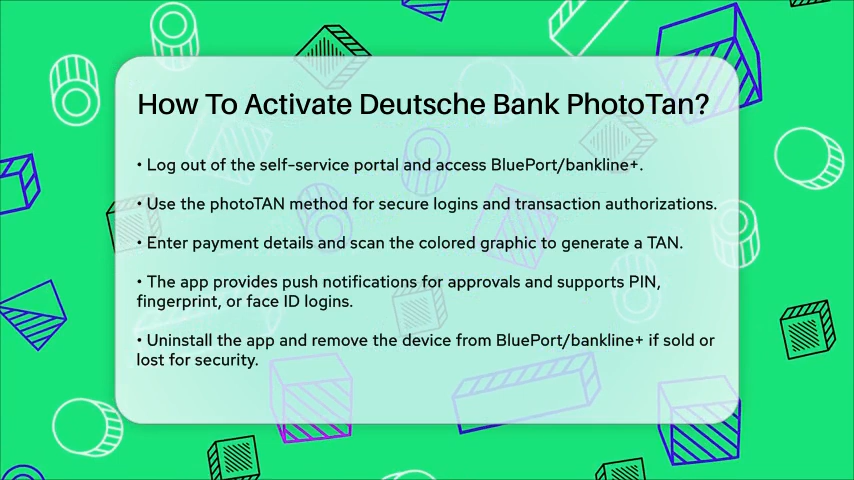 How To Activate Deutsche Bank PhotoTan?
• Log out of the self-service portal and access BluePort/bankline+.
• Use the photoTAN method for secure logins and transaction authorizations.
• Enter payment details and scan the colored graphic to generate a TAN.
• The app provides push notifications for approvals and supports PIN,
fingerprint, or face ID logins.
• Uninstall the app and remove the device from BluePort/bankline+ if sold or
lost for security.